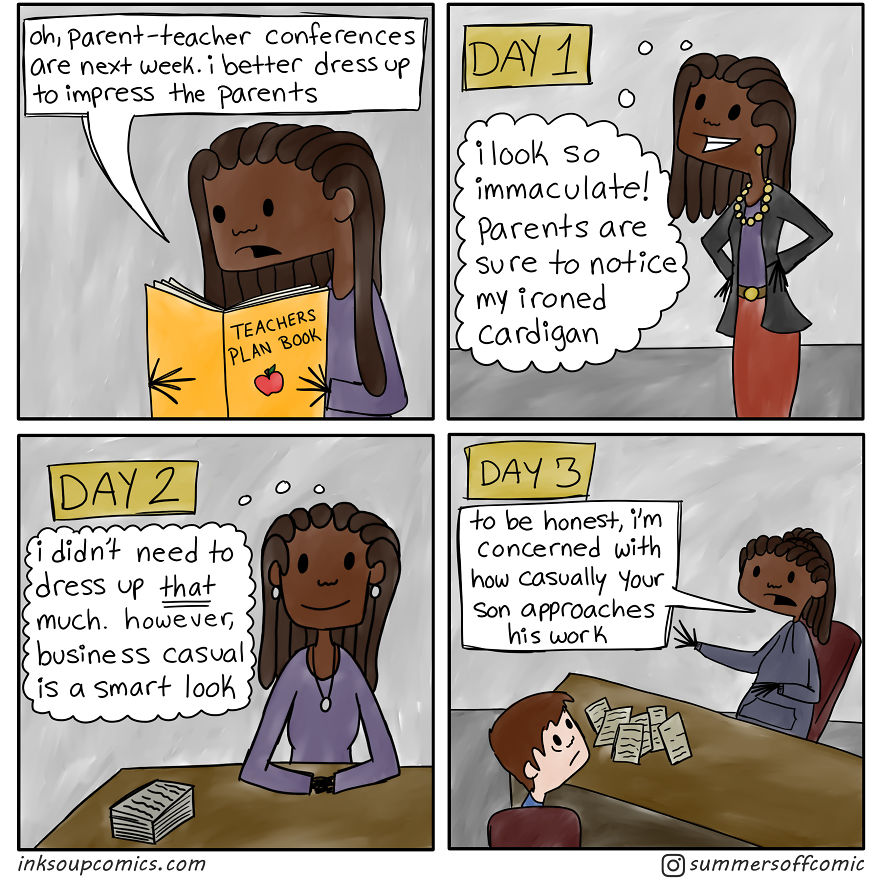 oh, parent-teacher conferences
are next week. i better dress up
to impress the parents
TEACHERS
PLAN BOOK
DAY 1
i look so
immaculate!
parents are
sure to notice
my ironed
cardigan
DAY 2
i didn't need to
dress up that
much. however,
business casual
is a smart look
DAY 3
to be honest, i'm
concerned with
how casually your
son approaches
his work
inksoupcomics.com
summersoffcomic